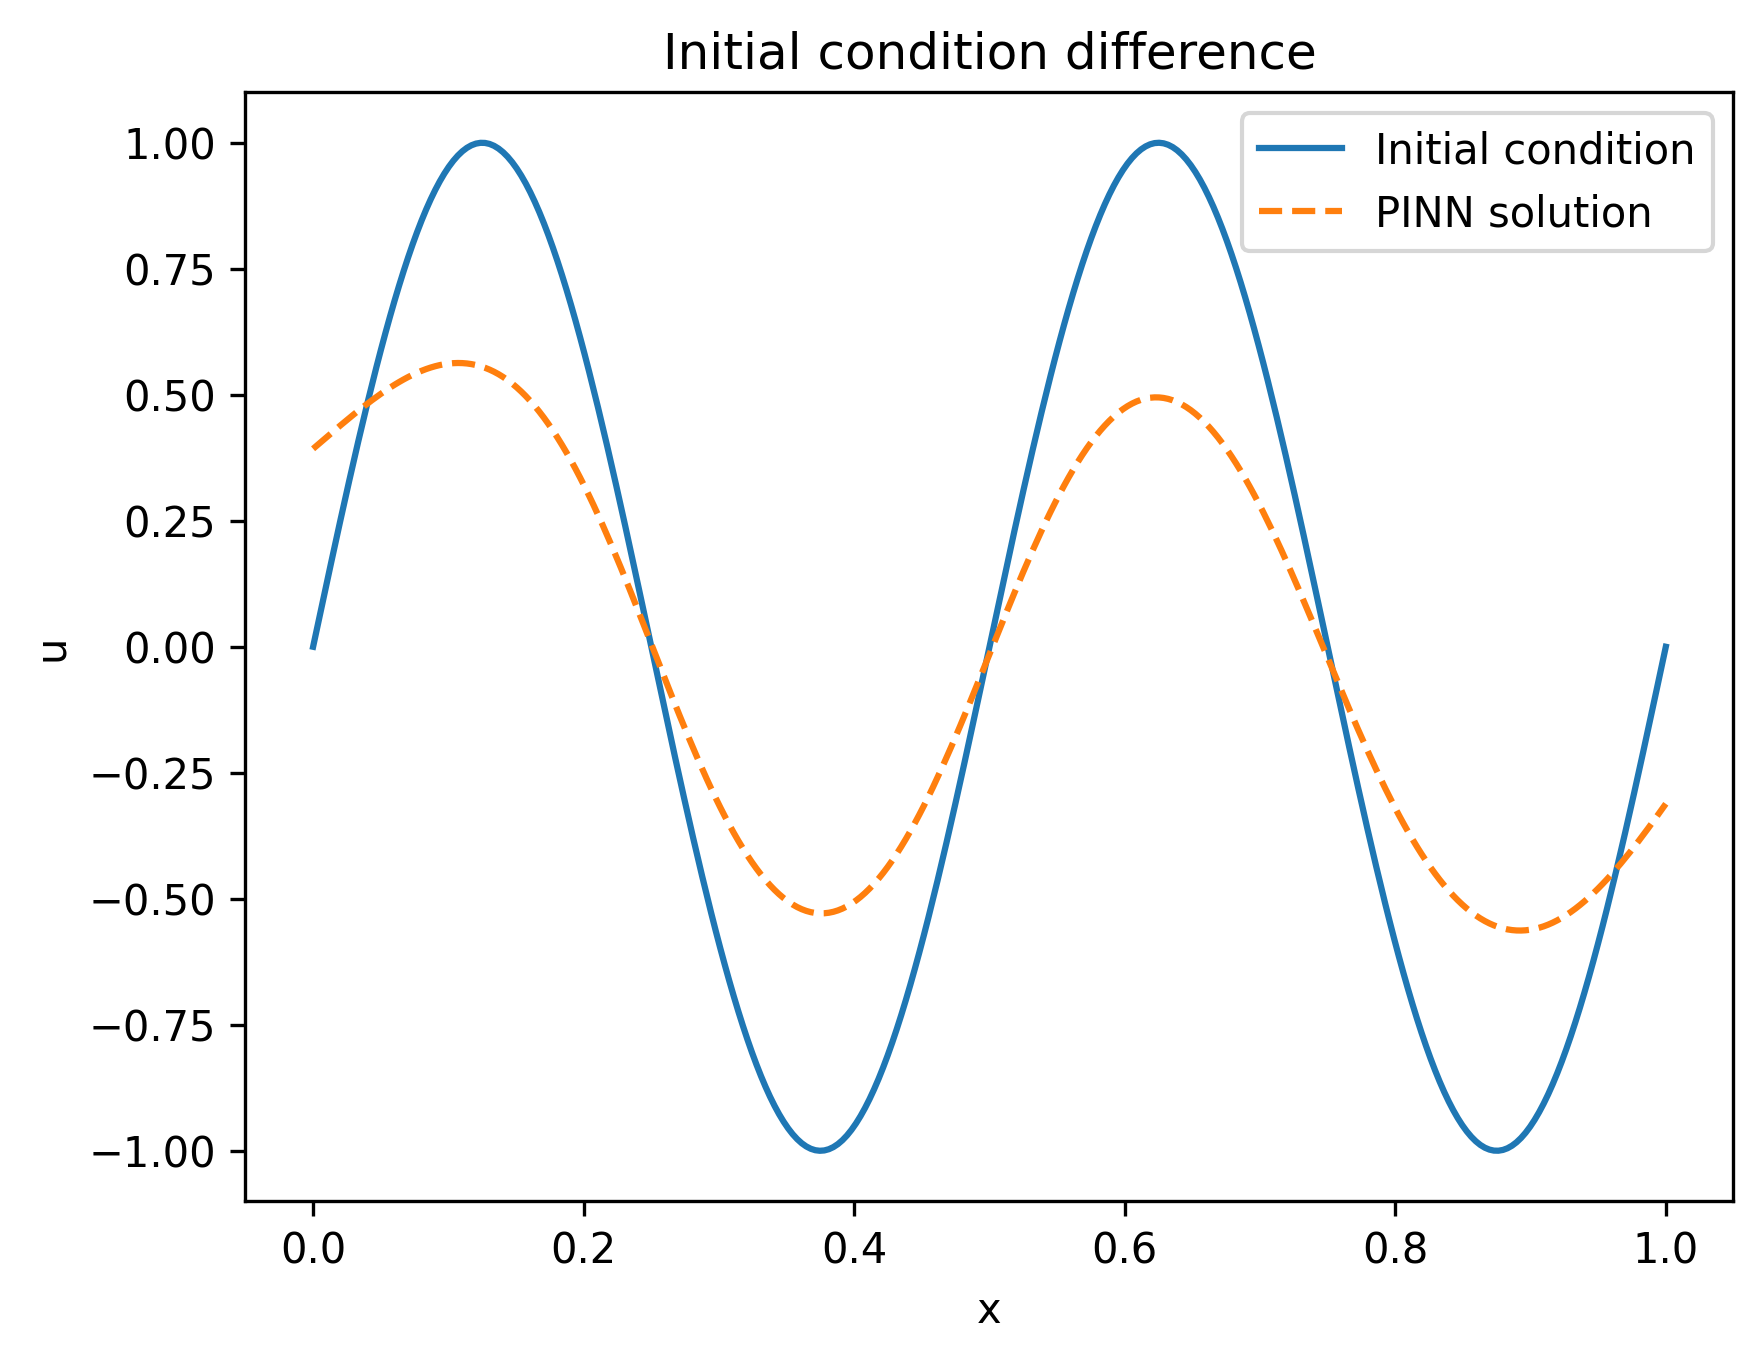 Initial condition difference
Initial condition
PINN solution
1.00
0.75
0.50
0.25
0.00
−0.25
−0.50
−0.75
−1.00
u
0.0 0.2 0.4 0.6 0.8 1.0
x